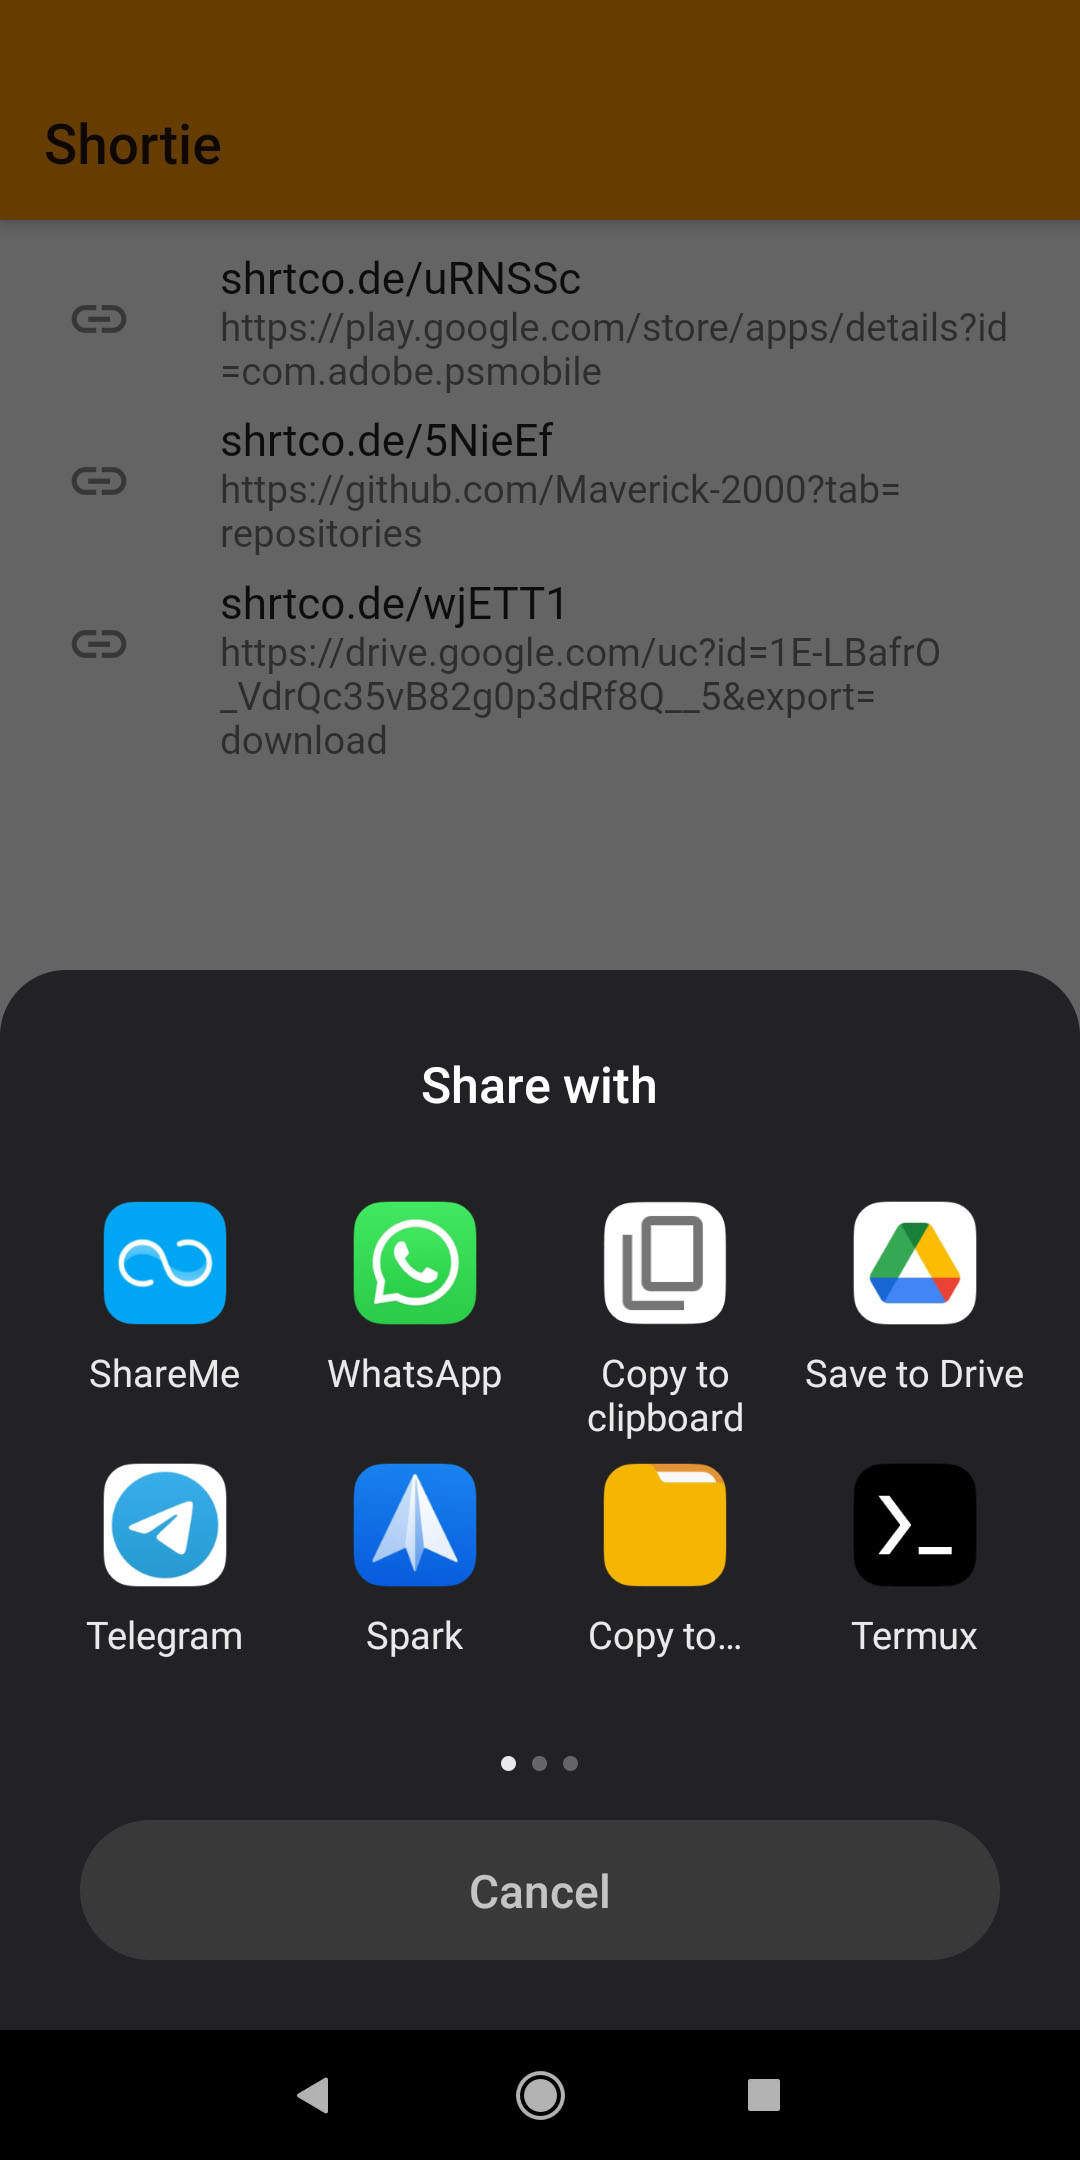 Shortie
shrtco.de/uRNSSc
https://play.google.com/store/apps/details?id
=com.adobe.psmobile
shrtco.de/5NieEf
https://github.com/Maverick-2000?tab=
repositories
shrtco.de/wjETT1
https://drive.google.com/uc?id=1E-LBafrO
_VdrQc35vB82g0p3dRf8Q__5&export=
download
Share with
ShareMe
WhatsApp
Copy to
clipboard
Save to Drive
Telegram
Spark
Copy to...
Termux
Cancel